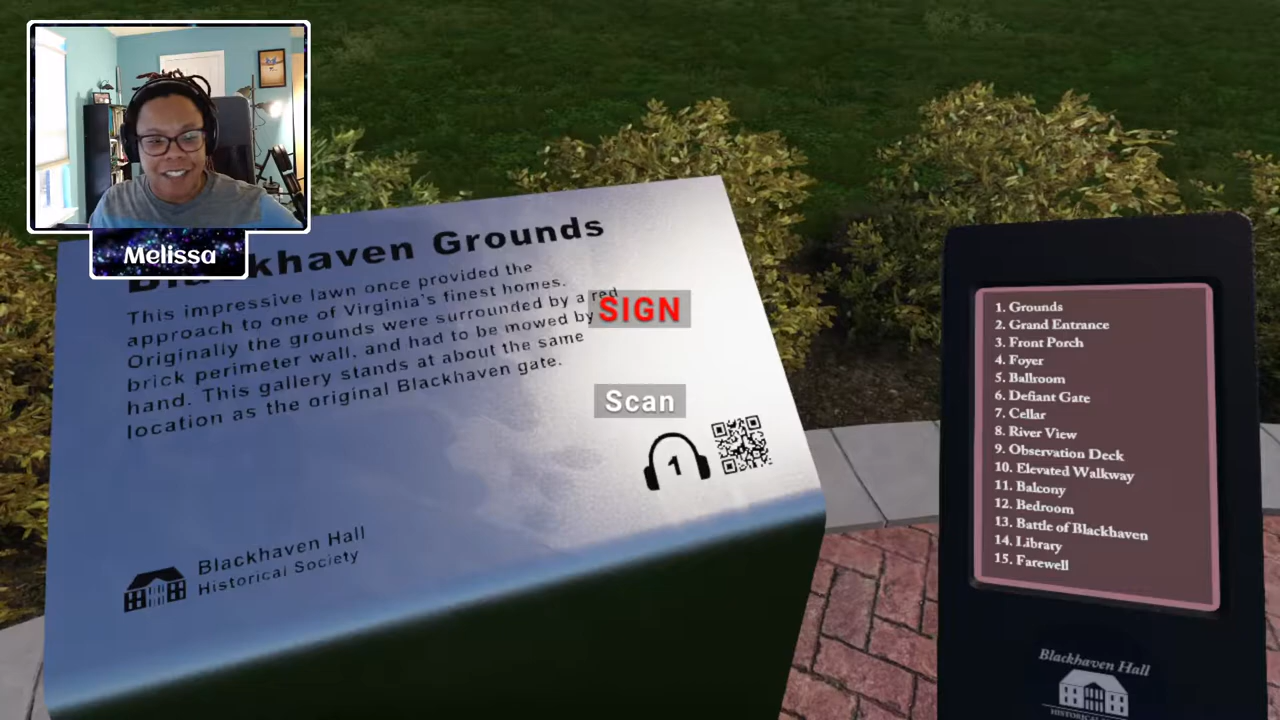 Melissa
Blackhaven Grounds
This impressive lawn once provided the
approach to one of Virginia's finest homes.
Originally the grounds were surrounded by a red
brick perimeter wall, and had to be mowed by
hand. This gallery stands at about the same
location as the original Blackhaven gate.
SIGN
Scan
1
Blackhaven Hall
Historical Society
1. Grounds
2. Grand Entrance
3. Front Porch
4. Foyer
5. Ballroom
6. Defiant Gate
7. Cellar
8. River View
9. Observation Deck
10. Elevated Walkway
11. Balcony
12. Bedroom
13. Battle of Blackhaven
14. Library
15. Farewell
Blackhaven Hall